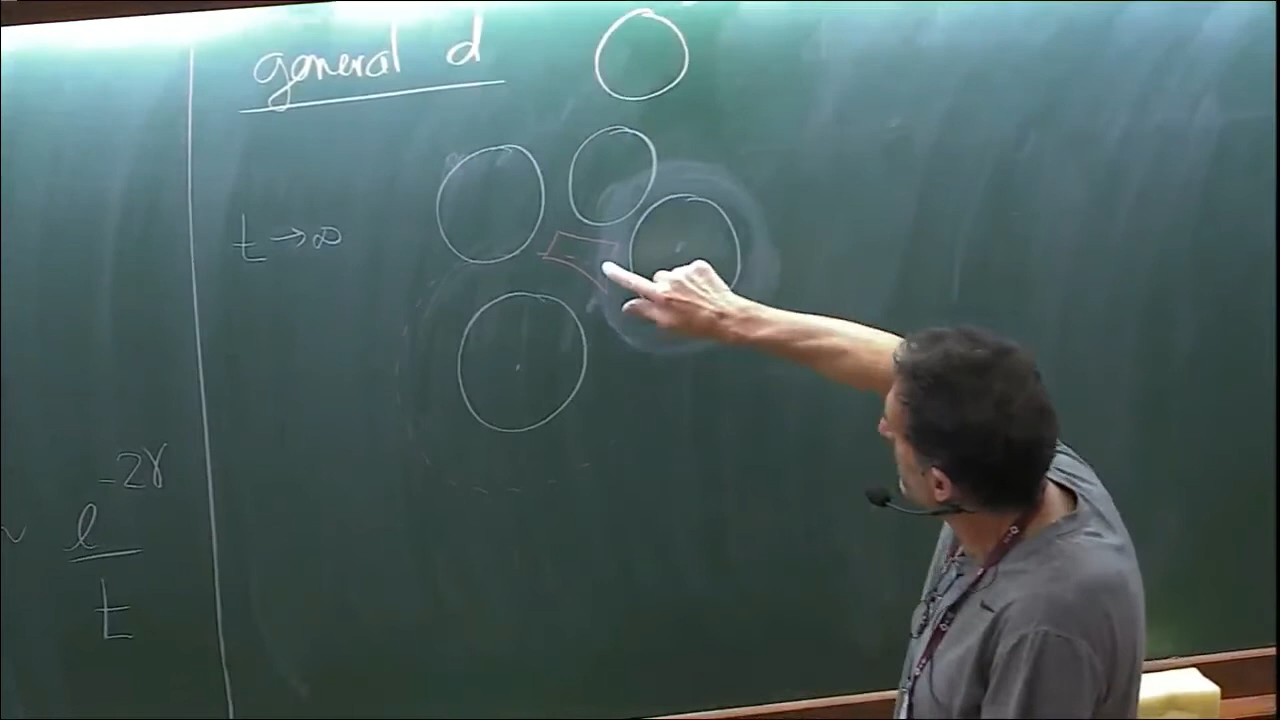 general d
t → ∞
~ e^{-2γ} / t